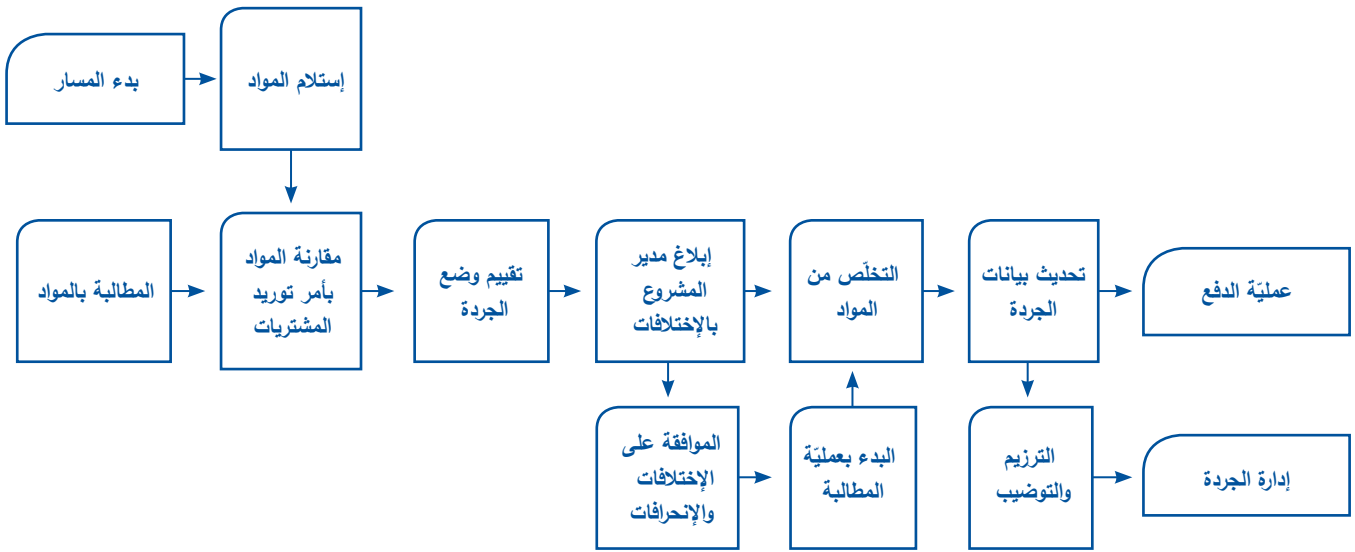 بدء المسار
إستلام المواد
المطالبة بالمواد
مقارنة المواد
بأمر توريد
المشتريات
تقييم وضع
الجردة
إبلاغ مدير
المشروع
بالإختلافات
التخلّص من
المواد
تحديث بيانات
الجردة
عمليّة الدفع
الموافقة على
الإختلافات
والإنحرافات
البدء بعمليّة
المطالبة
الترزيم
والتوضيب
إدارة الجردة